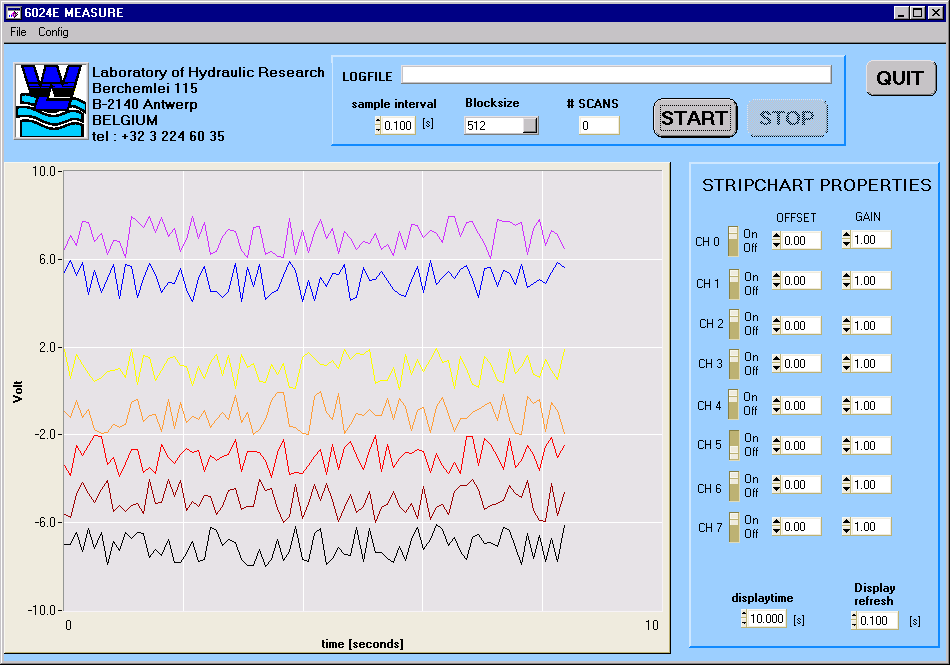 6024E MEASURE
File Config
Laboratory of Hydraulic Research
Berchemlei 115
B-2140 Antwerp
BELGIUM
tel : +32 3 224 60 35
LOGFILE
sample interval Blocksize # SCANS
0.100 [s] 512 0
START STOP
QUIT
10.0
6.0
2.0
-2.0
-6.0
-10.0
Volt
0 10
time [seconds]
STRIPCHART PROPERTIES
OFFSET GAIN
CH 0 On
Off 0.00 1.00
CH 1 On
Off 0.00 1.00
CH 2 On
Off 0.00 1.00
CH 3 On
Off 0.00 1.00
CH 4 On
Off 0.00 1.00
CH 5 On
Off 0.00 1.00
CH 6 On
Off 0.00 1.00
CH 7 On
Off 0.00 1.00
displaytime
10.000 [s]
Display
refresh
0.100 [s]